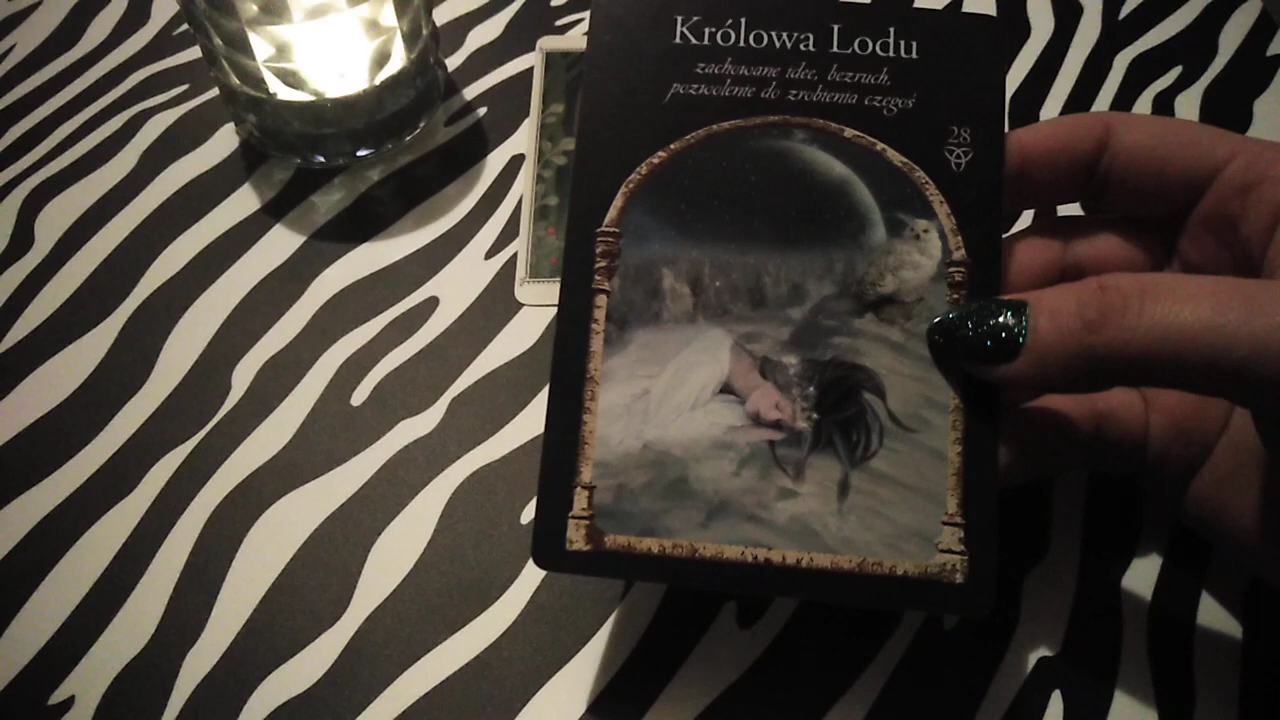 Królowa Lodu
zachowane idee, bezruch,
pozwolenie do zrobienia czegoś
28